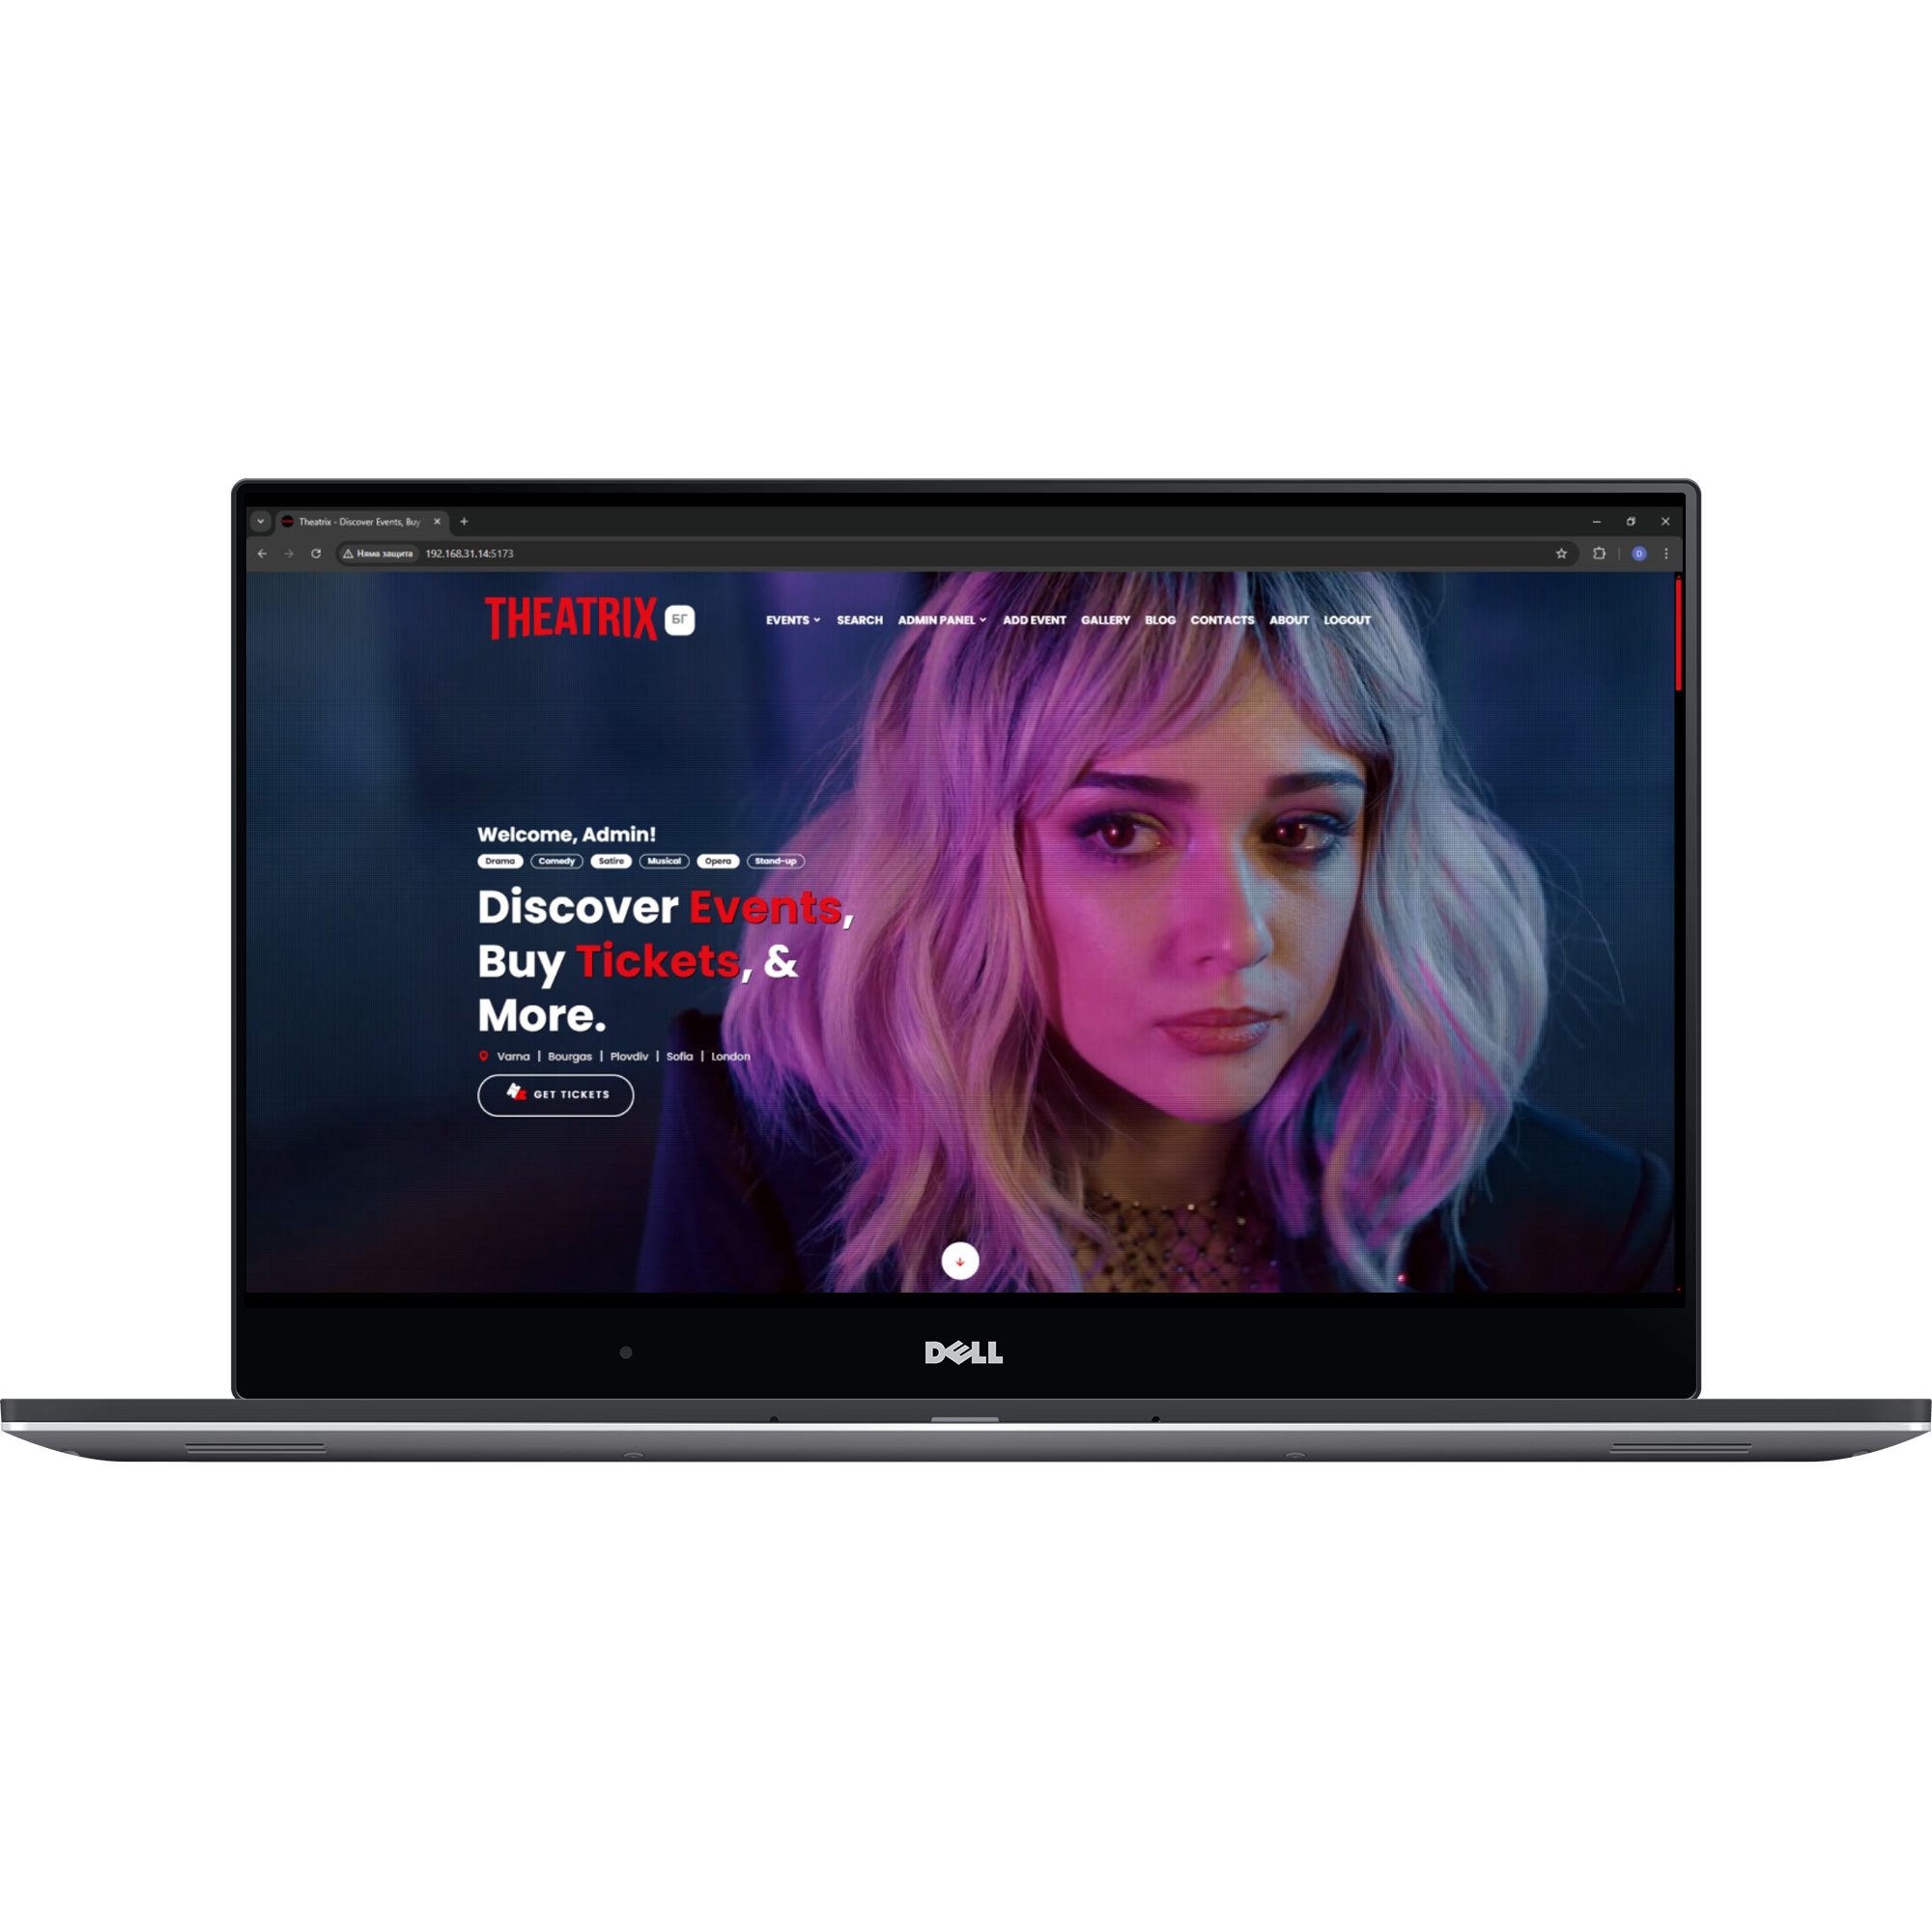 Theatrix - Discover Events, Buy
Няма защита 192.168.31.14:5173
D
THEATRIX БГ EVENTS SEARCH ADMIN PANEL ADD EVENT GALLERY BLOG CONTACTS ABOUT LOGOUT
Welcome, Admin!
Drama Comedy Satire Musical Opera Stand-up
Discover Events,
Buy Tickets, &
More.
Varna | Bourgas | Plovdiv | Sofia | London
GET TICKETS
DELL